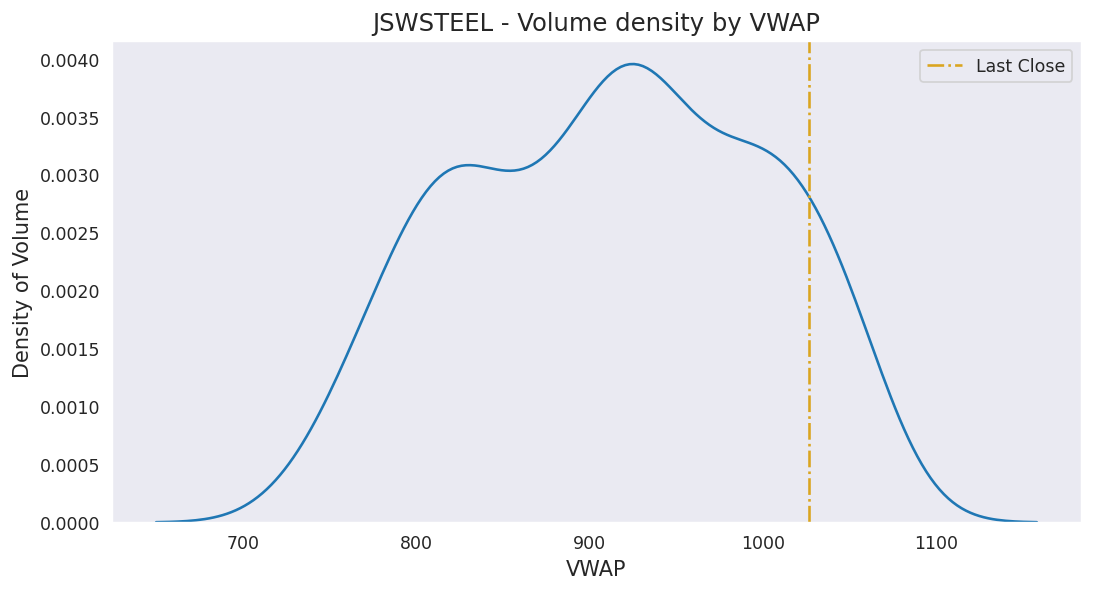 JSWSTEEL - Volume density by VWAP
Last Close
Density of Volume
0.0040
0.0035
0.0030
0.0025
0.0020
0.0015
0.0010
0.0005
0.0000
700 800 900 1000 1100
VWAP